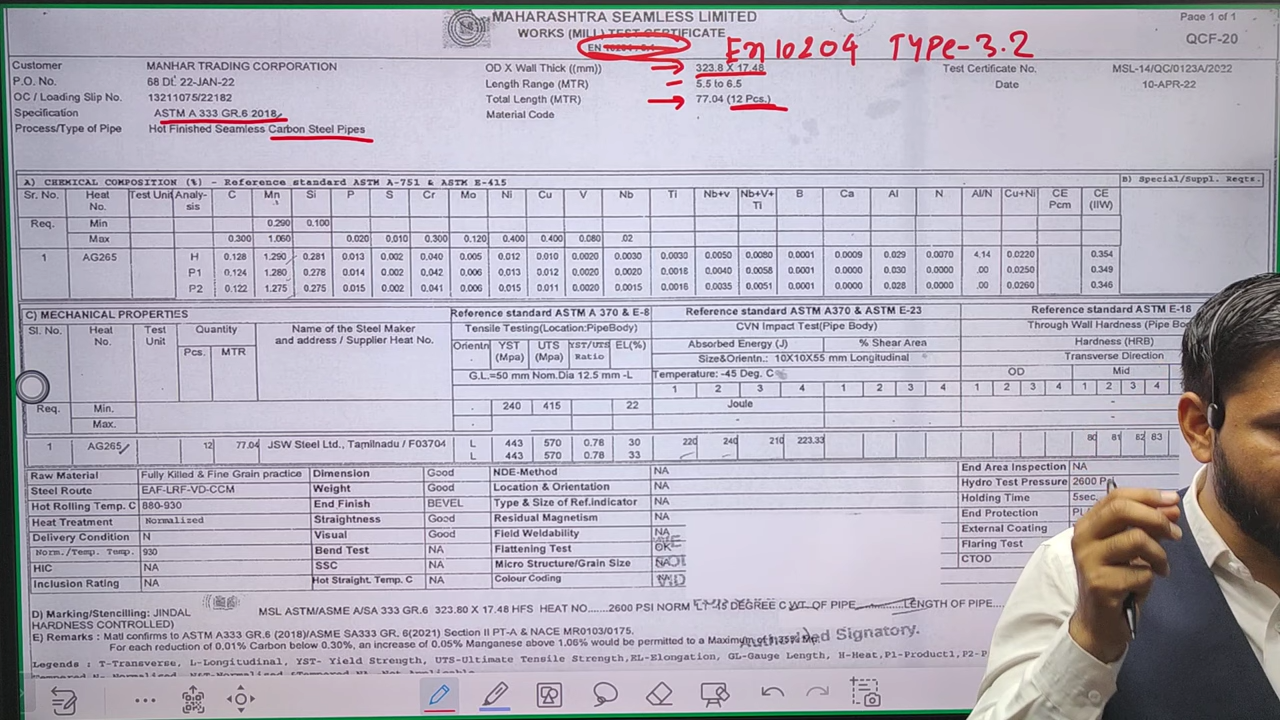 MAHARASHTRA SEAMLESS LIMITED
WORKS (MILL) TEST CERTIFICATE
Page 1 of 1
QCF-20
En 10204 TYPE-3.2
Customer MANHAR TRADING CORPORATION OD X Wall Thick ((mm) 323.8 X 17.48 Test Certificate No. MSL-14/QC/0123A/2022
P.O. No. 68 Dt. 22-JAN-22 Length Range (MTR) 5.5 to 6.5 Date 10-APR-22
OC / Loading Slip No. 13211075/22182 Total Length (MTR) 77.04 (12 Pcs.)
Specification ASTM A 333 GR.6 2018 Material Code
Process/Type of Pipe Hot Finished Seamless Carbon Steel Pipes
A) CHEMICAL COMPOSITION (%) - Reference standard ASTM A-751 & ASTM E-415 B) Special/Suppl. Reqts.
Sr. No. Heat No. Test Unit Analysis C Mn Si P S Cr Mo Ni Cu V Nb Ti Nb+v Nb+V+Ti B Ca Al N Al/N Cu+Ni CE Pcm CE (IIW)
Req. Min 0.290 0.100
Max 0.300 1.060 0.020 0.010 0.300 0.120 0.400 0.400 0.080 .02
1 AG265 H 0.128 1.290 0.281 0.013 0.002 0.040 0.005 0.012 0.010 0.0020 0.0030 0.0030 0.0050 0.0080 0.0001 0.0009 0.029 0.0070 4.14 0.0220 0.354
P1 0.124 1.280 0.278 0.014 0.002 0.042 0.006 0.013 0.012 0.0020 0.0020 0.0018 0.0040 0.0058 0.0001 0.0000 0.030 0.0000 .00 0.0250 0.349
P2 0.122 1.275 0.275 0.015 0.002 0.041 0.006 0.015 0.011 0.0020 0.0015 0.0016 0.0035 0.0051 0.0001 0.0000 0.028 0.0000 .00 0.0260 0.346
C) MECHANICAL PROPERTIES Reference standard ASTM A 370 & E-8 Reference standard ASTM A370 & ASTM E-23 Reference standard ASTM E-18
Sl. No. Heat No. Test Unit Quantity Name of the Steel Maker and address / Supplier Heat No. Tensile Testing(Location:PipeBody) CVN Impact Test(Pipe Body) Through Wall Hardness (Pipe
Pcs. MTR Orientn YST (Mpa) UTS (Mpa) YST/UTS Ratio EL(%) Absorbed Energy (J) % Shear Area Hardness (HRB)
Size&Orientn.: 10X10X55 mm Longitudinal Transverse Direction
G.L.=50 mm Nom.Dia 12.5 mm -L Temperature: -45 Deg. C OD Mid
1 2 3 4 1 2 3 4 1 2 3 4 1 2 3 4
Req. Min. . 240 415 22 Joule -
Max. . - - -
1 AG265 12 77.04 JSW Steel Ltd., Tamilnadu / F03704 L 443 570 0.78 30 220 240 210 223.33 80 81 82 83
L 443 570 0.78 33
Raw Material Fully Killed & Fine Grain practice Dimension Good NDE-Method NA End Area Inspection NA
Steel Route EAF-LRF-VD-CCM Weight Good Location & Orientation NA Hydro Test Pressure 2600
Hot Rolling Temp. C 880-930 End Finish BEVEL Type & Size of Ref.indicator NA Holding Time 5sec.
Heat Treatment Normalized Straightness Good Residual Magnetism NA End Protection
Delivery Condition N Visual Good Field Weldability NA External Coating
Norm./Temp. Temp. 930 Bend Test NA Flattening Test OK Flaring Test
HIC NA SSC NA Micro Structure/Grain Size CTOD
Inclusion Rating NA Hot Straight. Temp. C NA Colour Coding
D) Marking/Stencilling: JINDAL MSL ASTM/ASME A/SA 333 GR.6 323.80 X 17.48 HFS HEAT NO......2600 PSI NORM DEGREE C WT. OF PIPE LENGTH OF PIPE....
HARDNESS CONTROLLED)
Authorised Signatory.
E) Remarks : Matl confirms to ASTM A333 GR.6 (2018)/ASME SA333 GR. 6(2021) Section II PT-A & NACE MR0103/0175.
For each reduction of 0.01% Carbon below 0.30%, an increase of 0.05% Manganese above 1.06% would be permitted to a Maximum of
Legends : T-Transverse, L-Longitudinal, YST- Yield Strength, UTS-Ultimate Tensile Strength,EL-Elongation, GL-Gauge Length, H-Heat,P1-Product1,P2-P